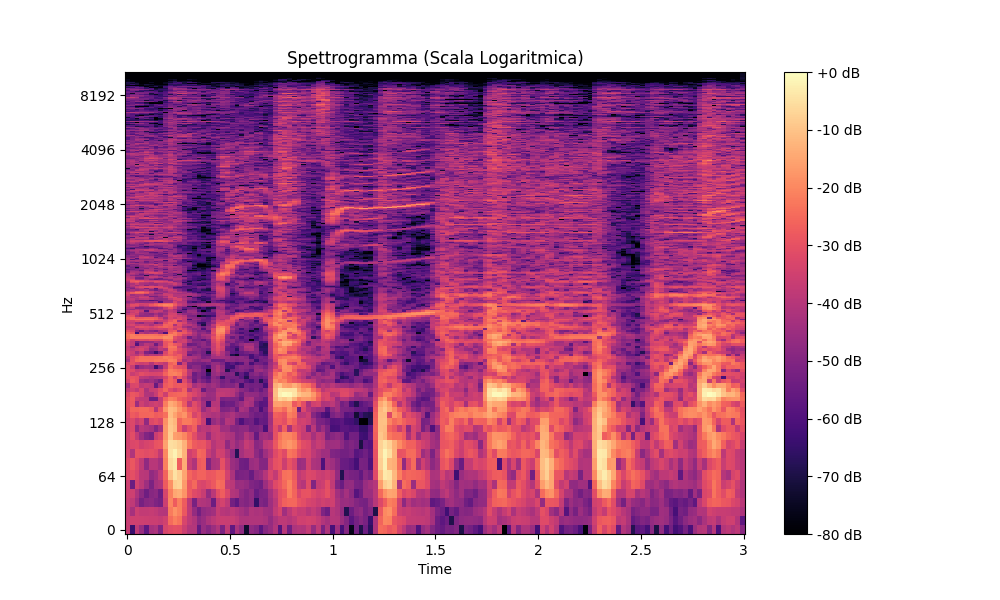 Spettrogramma (Scala Logaritmica)
Hz
8192
4096
2048
1024
512
256
128
64
0
0
0.5
1
1.5
2
2.5
3
Time
+0 dB
-10 dB
-20 dB
-30 dB
-40 dB
-50 dB
-60 dB
-70 dB
-80 dB